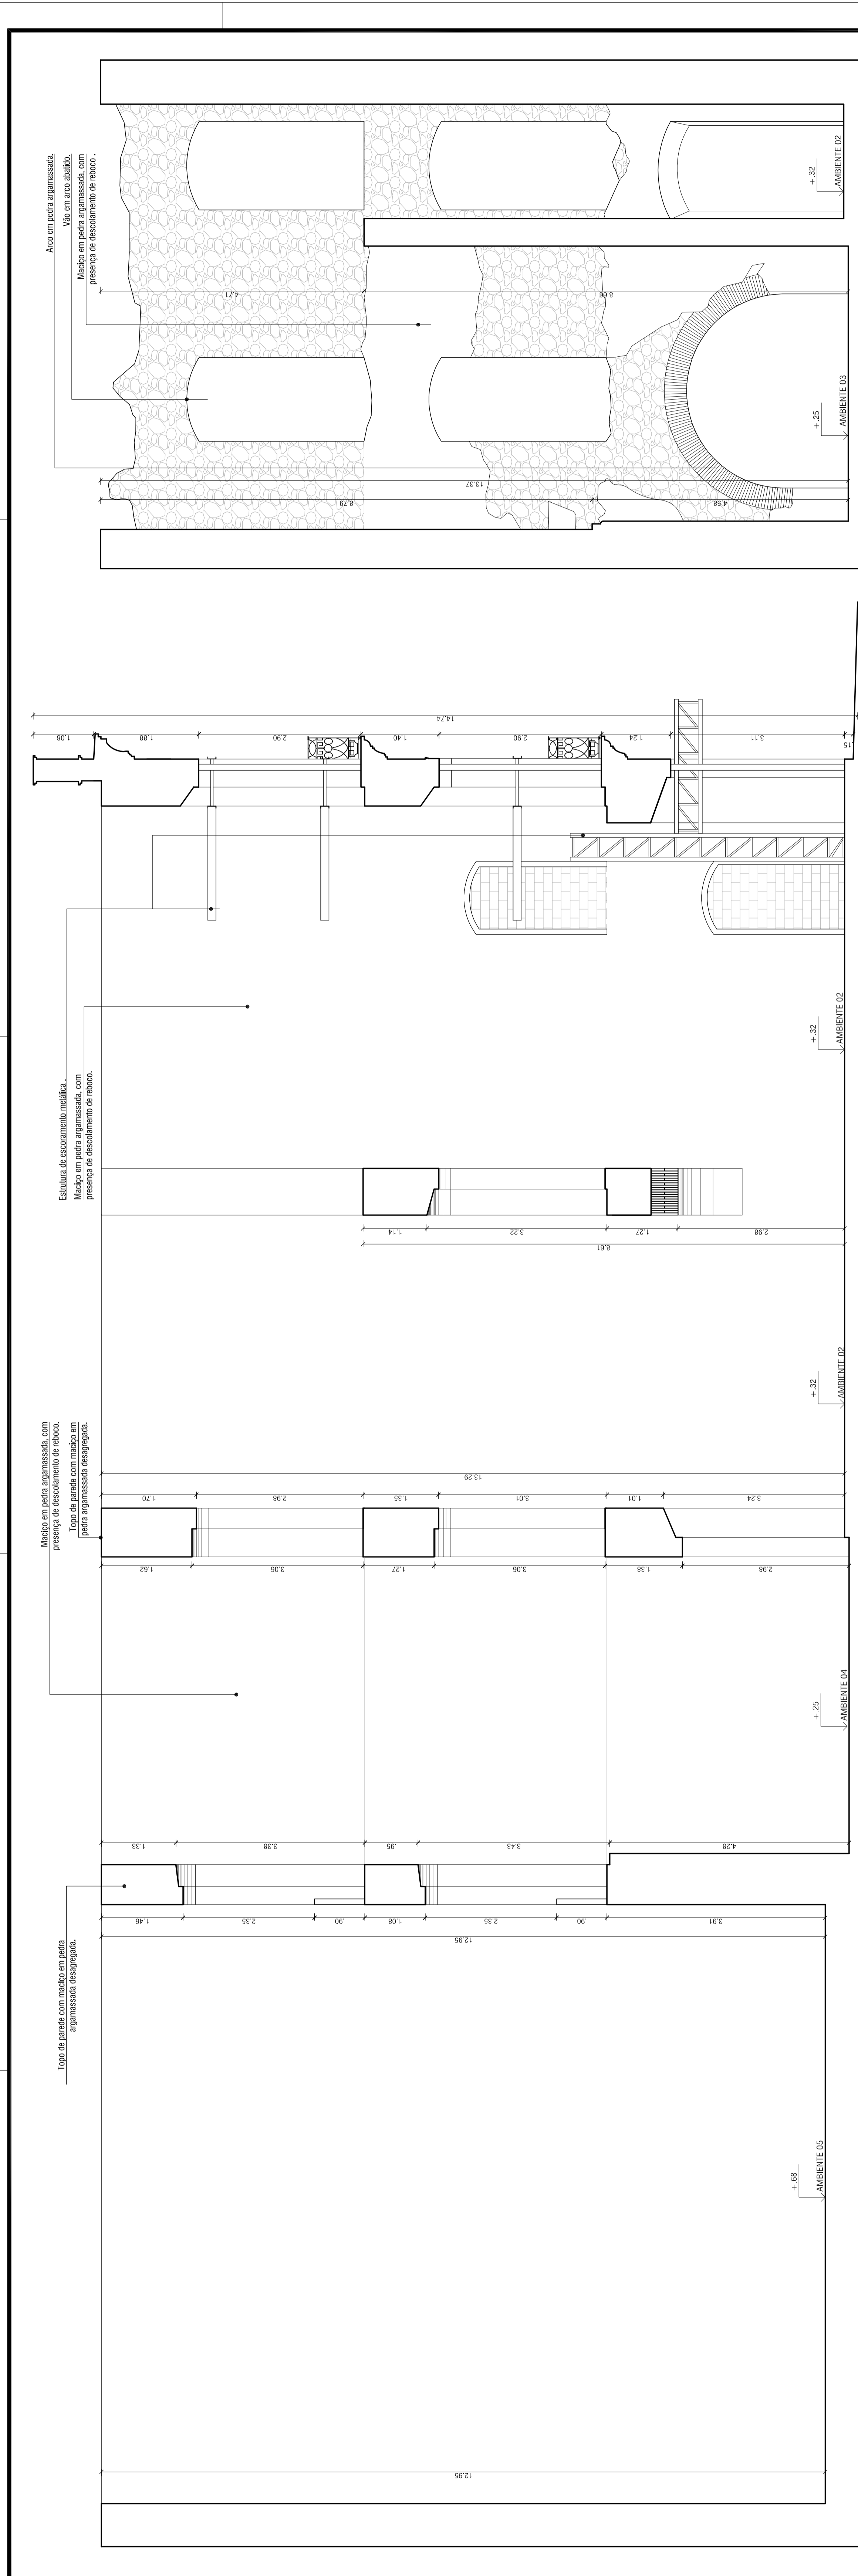 Arco em pedra argamassada.
Vão em arco abatido.
Maciço em pedra argamassada, com
presença de descolamento de reboco .
+.32
AMBIENTE 02
4.71
8.66
+.25
AMBIENTE 03
13.37
8.79
4.58
14.74
1.08
1.88
2.90
1.40
2.90
1.24
3.11
.15
Estrutura de escoramento metálica .
Maciço em pedra argamassada, com
presença de descolamento de reboco.
+.32
AMBIENTE 02
1.14
3.22
1.27
2.98
8.61
+.32
AMBIENTE 02
Maciço em pedra argamassada, com
presença de descolamento de reboco.
Topo de parede com maciço em
pedra argamassada desagregada.
13.29
1.70
2.98
1.35
3.01
1.01
3.24
1.62
3.06
1.27
3.06
1.38
2.98
+.25
AMBIENTE 04
1.33
3.38
.95
3.43
4.28
1.46
2.35
.90
1.08
2.35
.90
3.91
12.95
Topo de parede com maciço em pedra
argamassada desagregada.
+.68
AMBIENTE 05
12.95